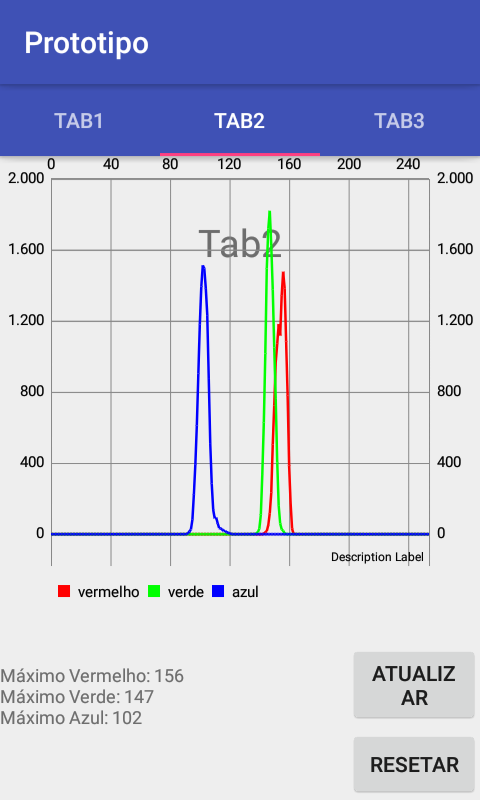 Prototipo
TAB1 TAB2 TAB3
0 40 80 120 160 200 240
2.000 2.000
Tab2
1.600 1.600
1.200 1.200
800 800
400 400
0 0
Description Label
vermelho verde azul
Máximo Vermelho: 156
Máximo Verde: 147
Máximo Azul: 102
ATUALIZ
AR
RESETAR